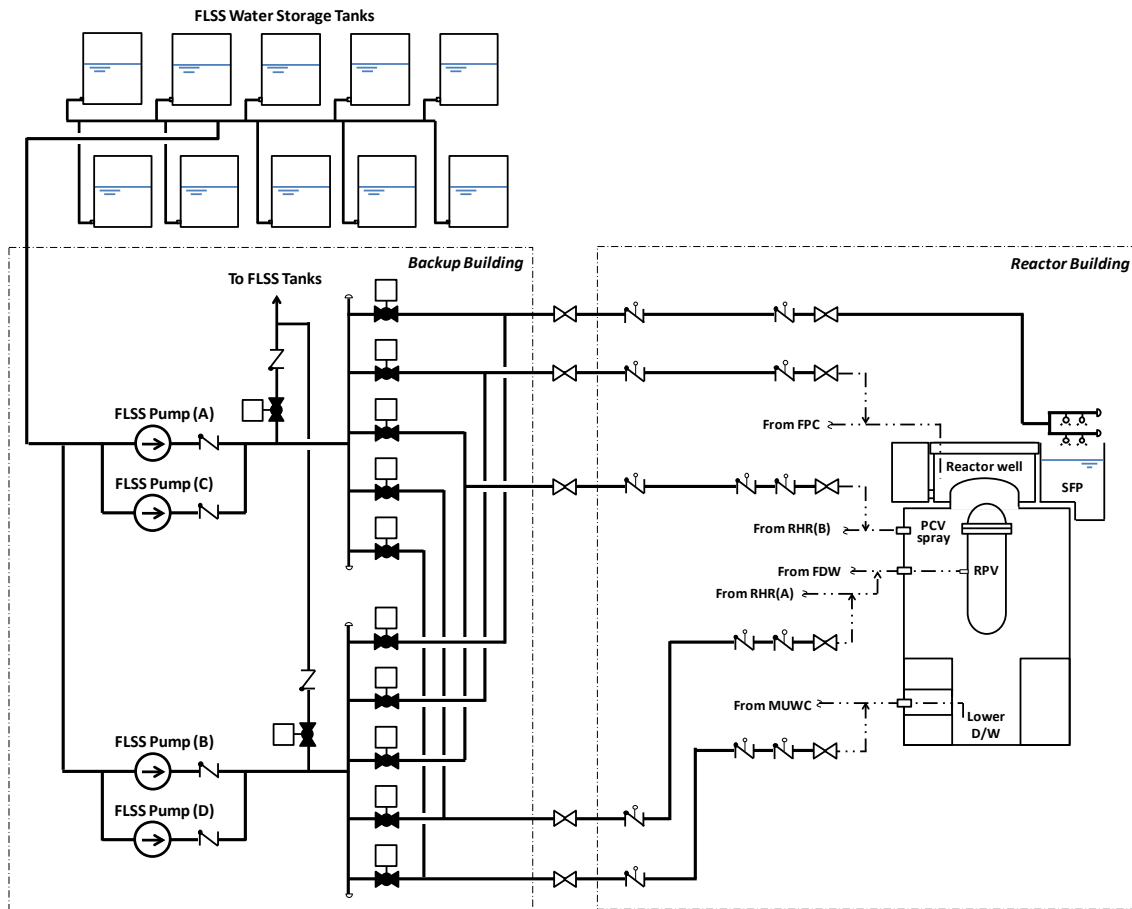 FLSS Water Storage Tanks
Backup Building
Reactor Building
To FLSS Tanks
FLSS Pump (A)
FLSS Pump (C)
From FPC
Reactor well
SFP
From RHR(B)
PCV
spray
From FDW
RPV
From RHR(A)
From MUWC
Lower
D/W
FLSS Pump (B)
FLSS Pump (D)